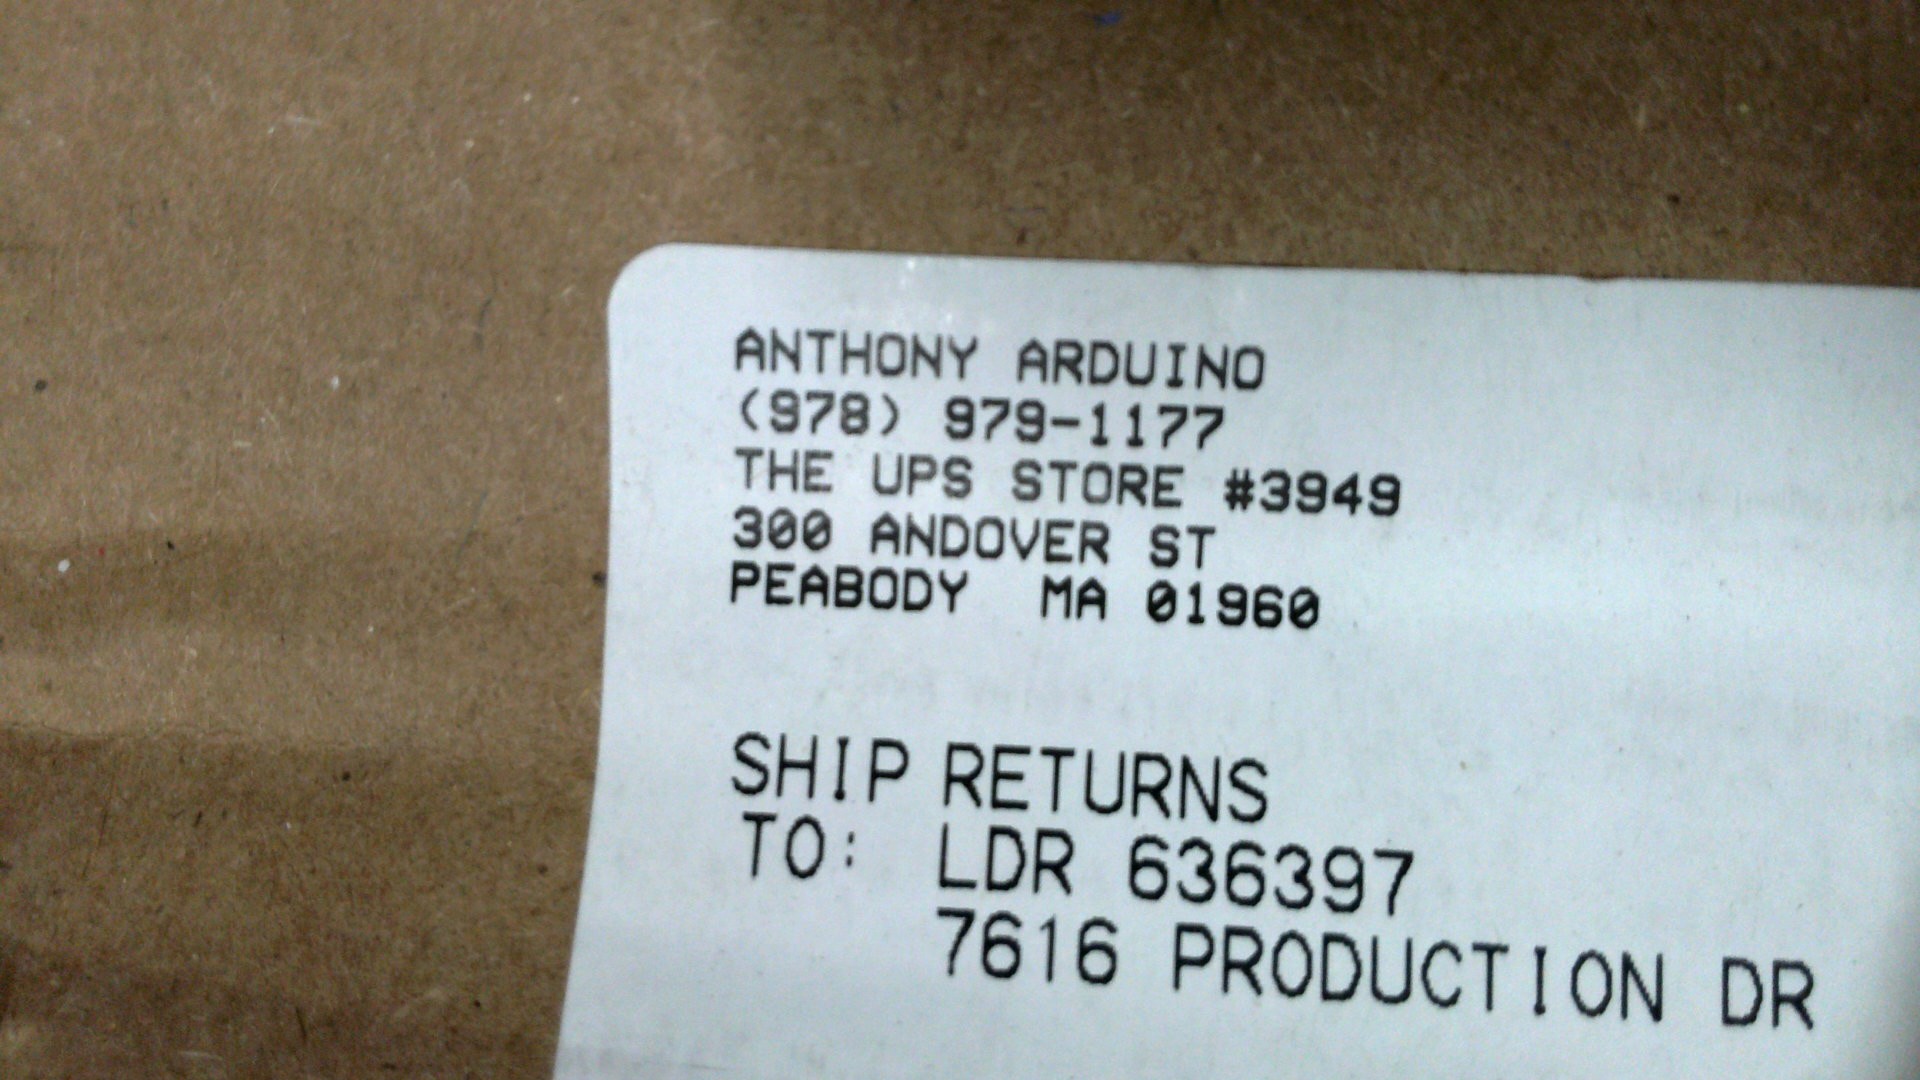 ANTHONY ARDUINO
(978) 979-1177
THE UPS STORE #3949
300 ANDOVER ST
PEABODY MA 01960
SHIP RETURNS
TO: LDR 636397
7616 PRODUCTION DR